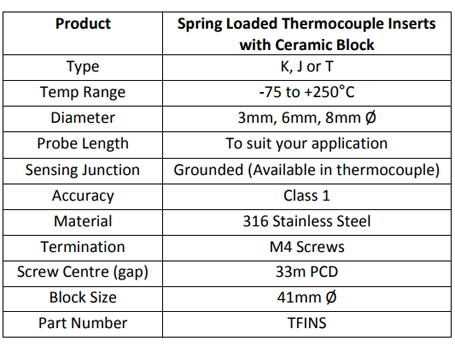 Product Spring Loaded Thermocouple Inserts
with Ceramic Block
Type K, J or T
Temp Range -75 to +250°C
Diameter 3mm, 6mm, 8mm Ø
Probe Length To suit your application
Sensing Junction Grounded (Available in thermocouple)
Accuracy Class 1
Material 316 Stainless Steel
Termination M4 Screws
Screw Centre (gap) 33m PCD
Block Size 41mm Ø
Part Number TFINS